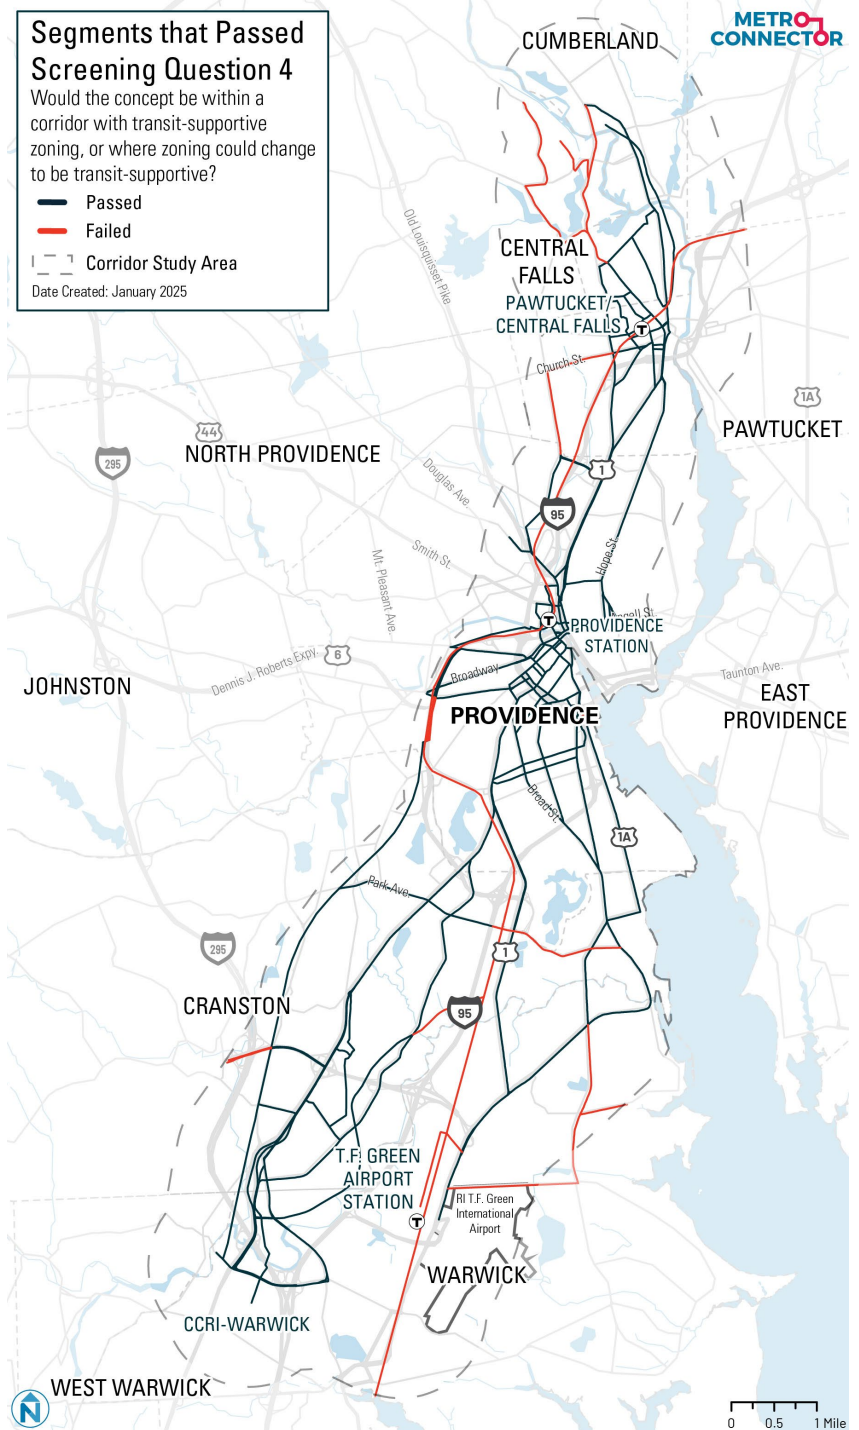 Segments that Passed
Screening Question 4
Would the concept be within a
corridor with transit-supportive
zoning, or where zoning could change
to be transit-supportive?
Passed
Failed
Corridor Study Area
Date Created: January 2025
METRO
CONNECTOR
CUMBERLAND
Old Louisquisset Pike
CENTRAL
FALLS
PAWTUCKET/
CENTRAL FALLS
T
Church St.
1A
44
295
NORTH PROVIDENCE
PAWTUCKET
Douglas Ave.
1
95
Smith St.
Mt. Pleasant Ave.
Hope St.
T
PROVIDENCE
STATION
6
Dennis J. Roberts Expy.
Broadway
Taunton Ave.
JOHNSTON
EAST
PROVIDENCE
PROVIDENCE
Broad St.
1A
Park Ave.
295
1
CRANSTON
95
T.F. GREEN
AIRPORT
STATION
T
RI T.F. Green
International
Airport
WARWICK
CCRI-WARWICK
WEST WARWICK
N
0 0.5 1 Mile